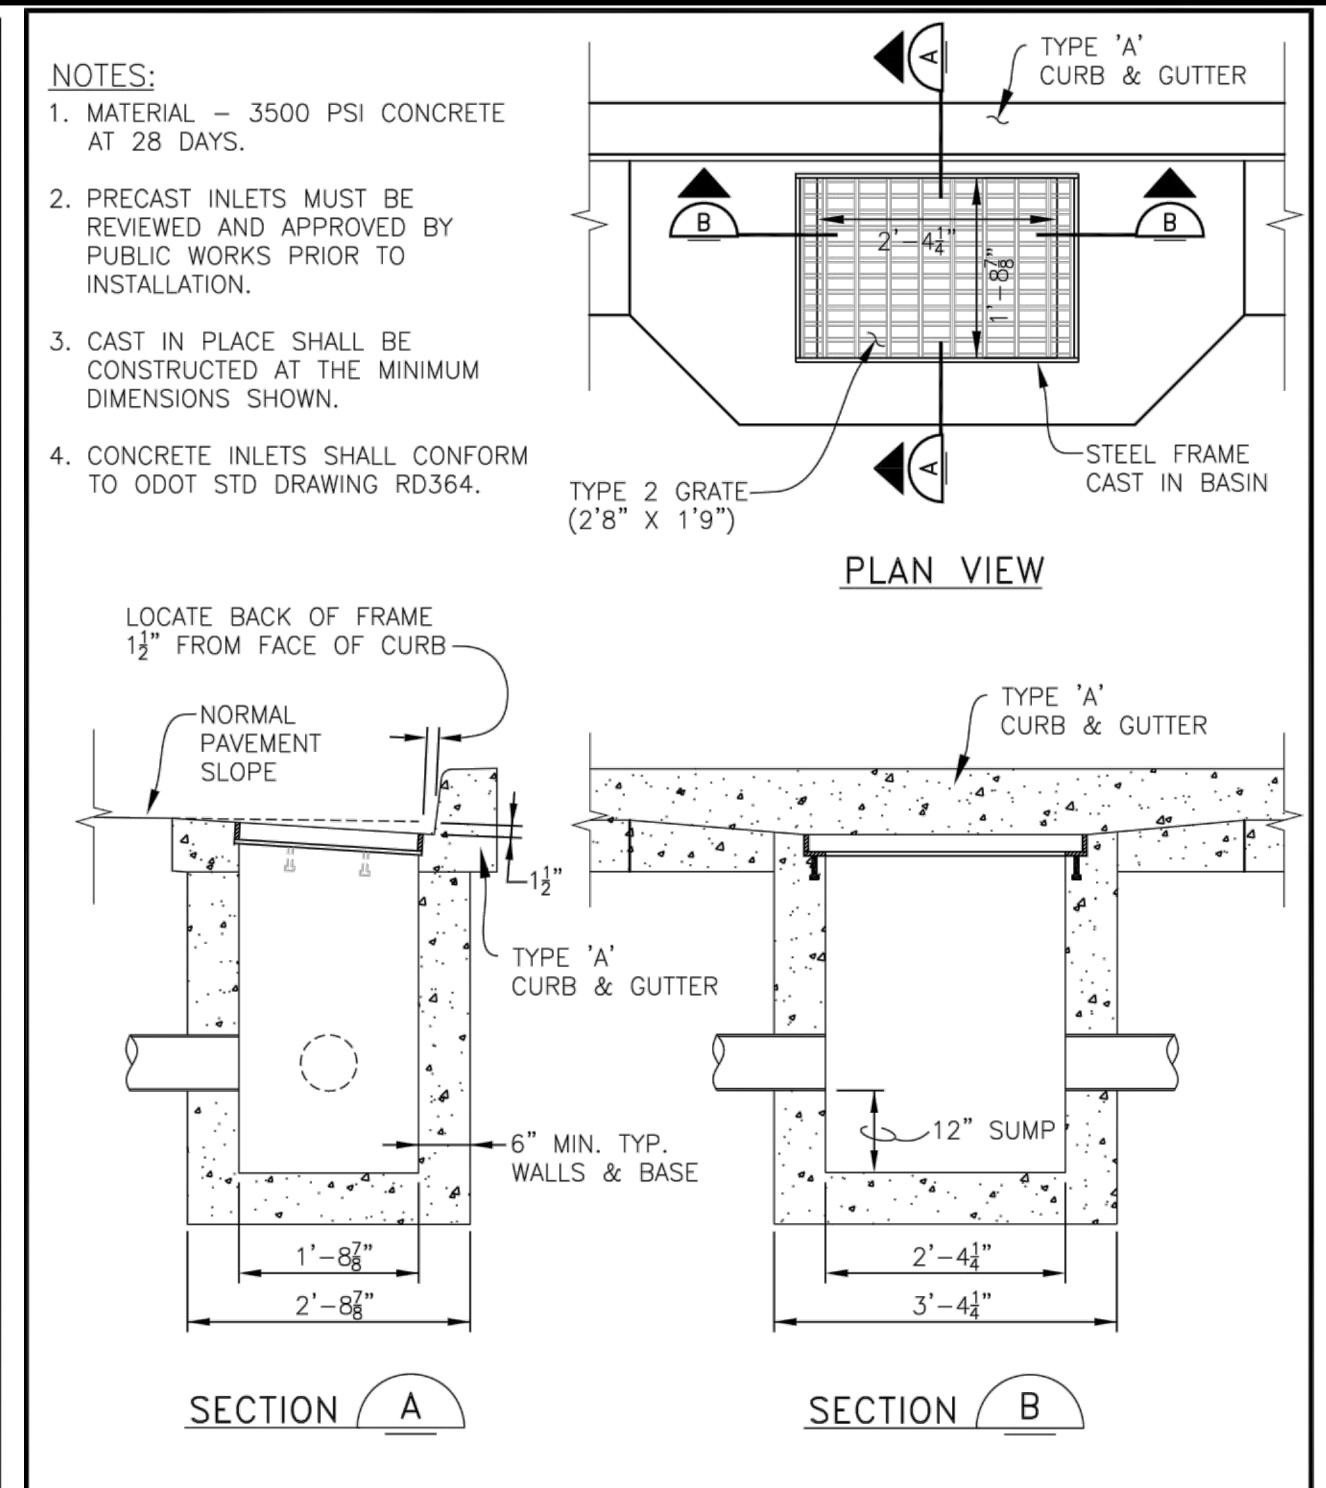 NOTES:
1. MATERIAL – 3500 PSI CONCRETE
AT 28 DAYS.
2. PRECAST INLETS MUST BE
REVIEWED AND APPROVED BY
PUBLIC WORKS PRIOR TO
INSTALLATION.
3. CAST IN PLACE SHALL BE
CONSTRUCTED AT THE MINIMUM
DIMENSIONS SHOWN.
4. CONCRETE INLETS SHALL CONFORM
TO ODOT STD DRAWING RD364.
A
TYPE 'A'
CURB & GUTTER
B
B
2'–4¼"
1'–8⅞"
A
TYPE 2 GRATE
(2'8" X 1'9")
STEEL FRAME
CAST IN BASIN
PLAN VIEW
LOCATE BACK OF FRAME
1½" FROM FACE OF CURB
NORMAL
PAVEMENT
SLOPE
1½"
TYPE 'A'
CURB & GUTTER
6" MIN. TYP.
WALLS & BASE
1'–8⅞"
2'–8⅞"
SECTION A
TYPE 'A'
CURB & GUTTER
12" SUMP
2'–4¼"
3'–4¼"
SECTION B